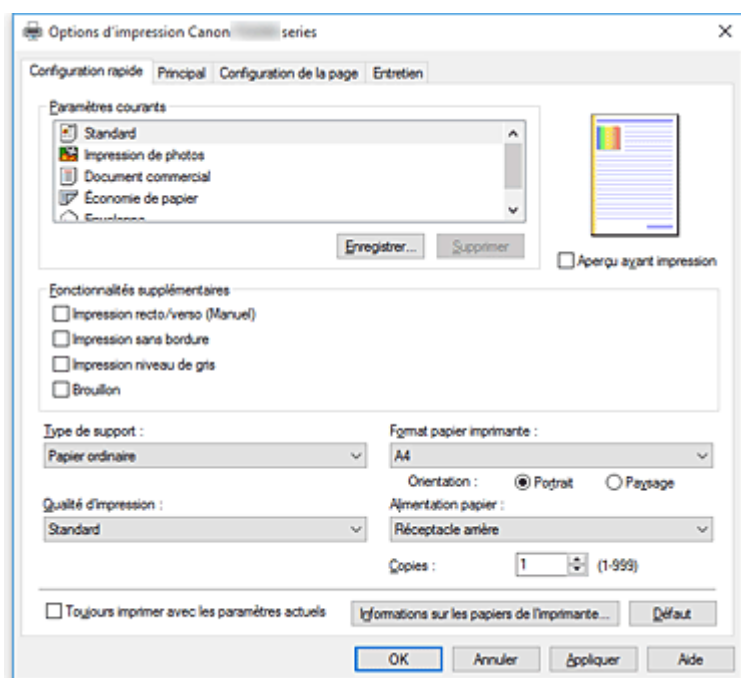 Options d'impression Canon series
Configuration rapide Principal Configuration de la page Entretien
Paramètres courants
Standard
Impression de photos
Document commercial
Économie de papier
Enregistrer... Supprimer
Aperçu avant impression
Fonctionnalités supplémentaires
Impression recto/verso (Manuel)
Impression sans bordure
Impression niveau de gris
Brouillon
Type de support : Format papier imprimante :
Papier ordinaire A4
Orientation : Portrait Paysage
Qualité d'impression : Alimentation papier :
Standard Réceptacle arrière
Copies : 1 (1-999)
Toujours imprimer avec les paramètres actuels Informations sur les papiers de l'imprimante... Défaut
OK Annuler Appliquer Aide